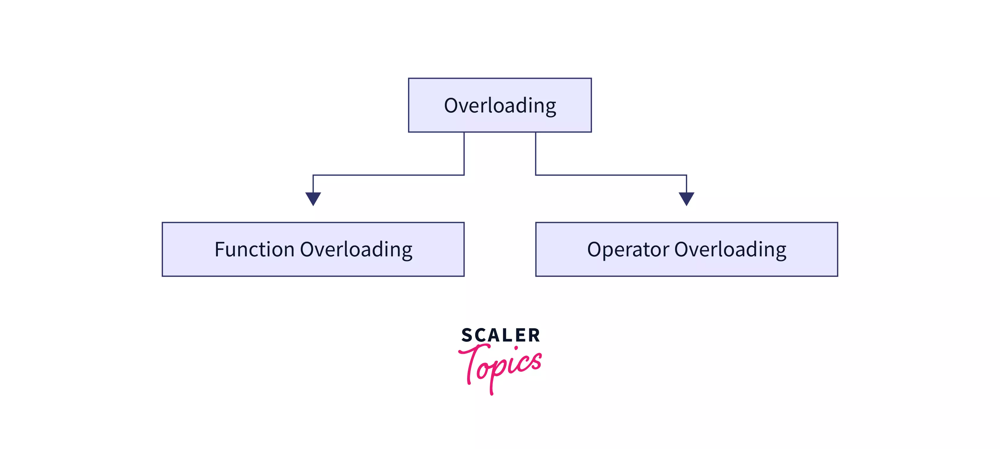 Overloading
Function Overloading
Operator Overloading
SCALER
Topics